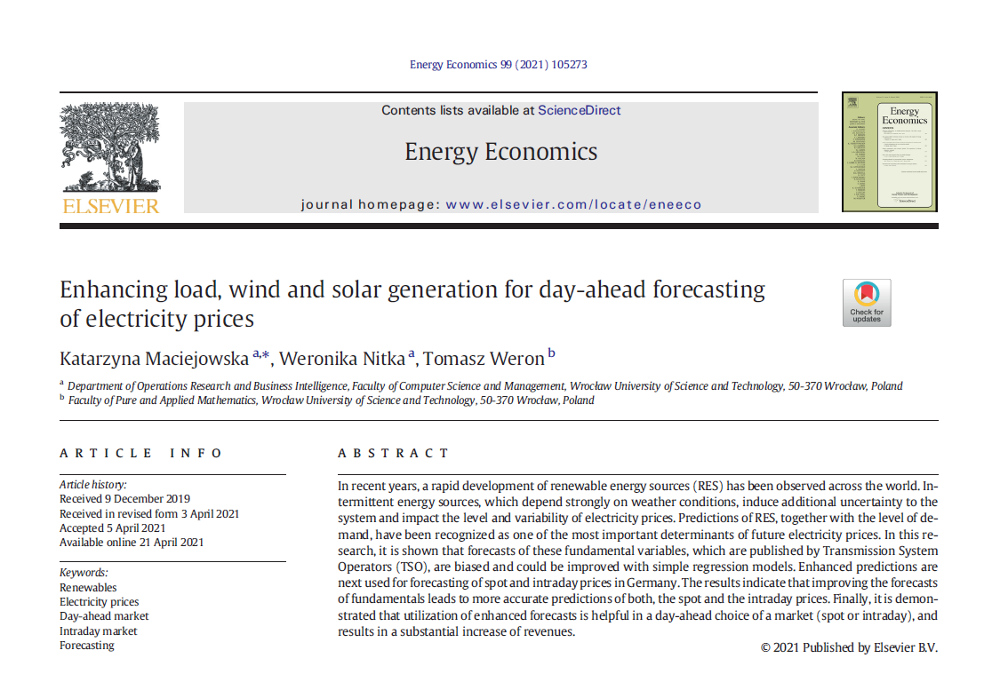 Energy Economics 99 (2021) 105273
Contents lists available at ScienceDirect
Energy Economics
journal homepage: www.elsevier.com/locate/eneeco
ELSEVIER
Energy
Economics
Enhancing load, wind and solar generation for day-ahead forecasting
of electricity prices
Check for
updates
Katarzyna Maciejowska a,*, Weronika Nitka a, Tomasz Weron b
a Department of Operations Research and Business Intelligence, Faculty of Computer Science and Management, Wrocław University of Science and Technology, 50-370 Wrocław, Poland
b Faculty of Pure and Applied Mathematics, Wrocław University of Science and Technology, 50-370 Wrocław, Poland
ARTICLE INFO
Article history:
Received 9 December 2019
Received in revised form 3 April 2021
Accepted 5 April 2021
Available online 21 April 2021
Keywords:
Renewables
Electricity prices
Day-ahead market
Intraday market
Forecasting
ABSTRACT
In recent years, a rapid development of renewable energy sources (RES) has been observed across the world. In-
termittent energy sources, which depend strongly on weather conditions, induce additional uncertainty to the
system and impact the level and variability of electricity prices. Predictions of RES, together with the level of de-
mand, have been recognized as one of the most important determinants of future electricity prices. In this re-
search, it is shown that forecasts of these fundamental variables, which are published by Transmission System
Operators (TSO), are biased and could be improved with simple regression models. Enhanced predictions are
next used for forecasting of spot and intraday prices in Germany. The results indicate that improving the forecasts
of fundamentals leads to more accurate predictions of both, the spot and the intraday prices. Finally, it is demon-
strated that utilization of enhanced forecasts is helpful in a day-ahead choice of a market (spot or intraday), and
results in a substantial increase of revenues.
© 2021 Published by Elsevier B.V.